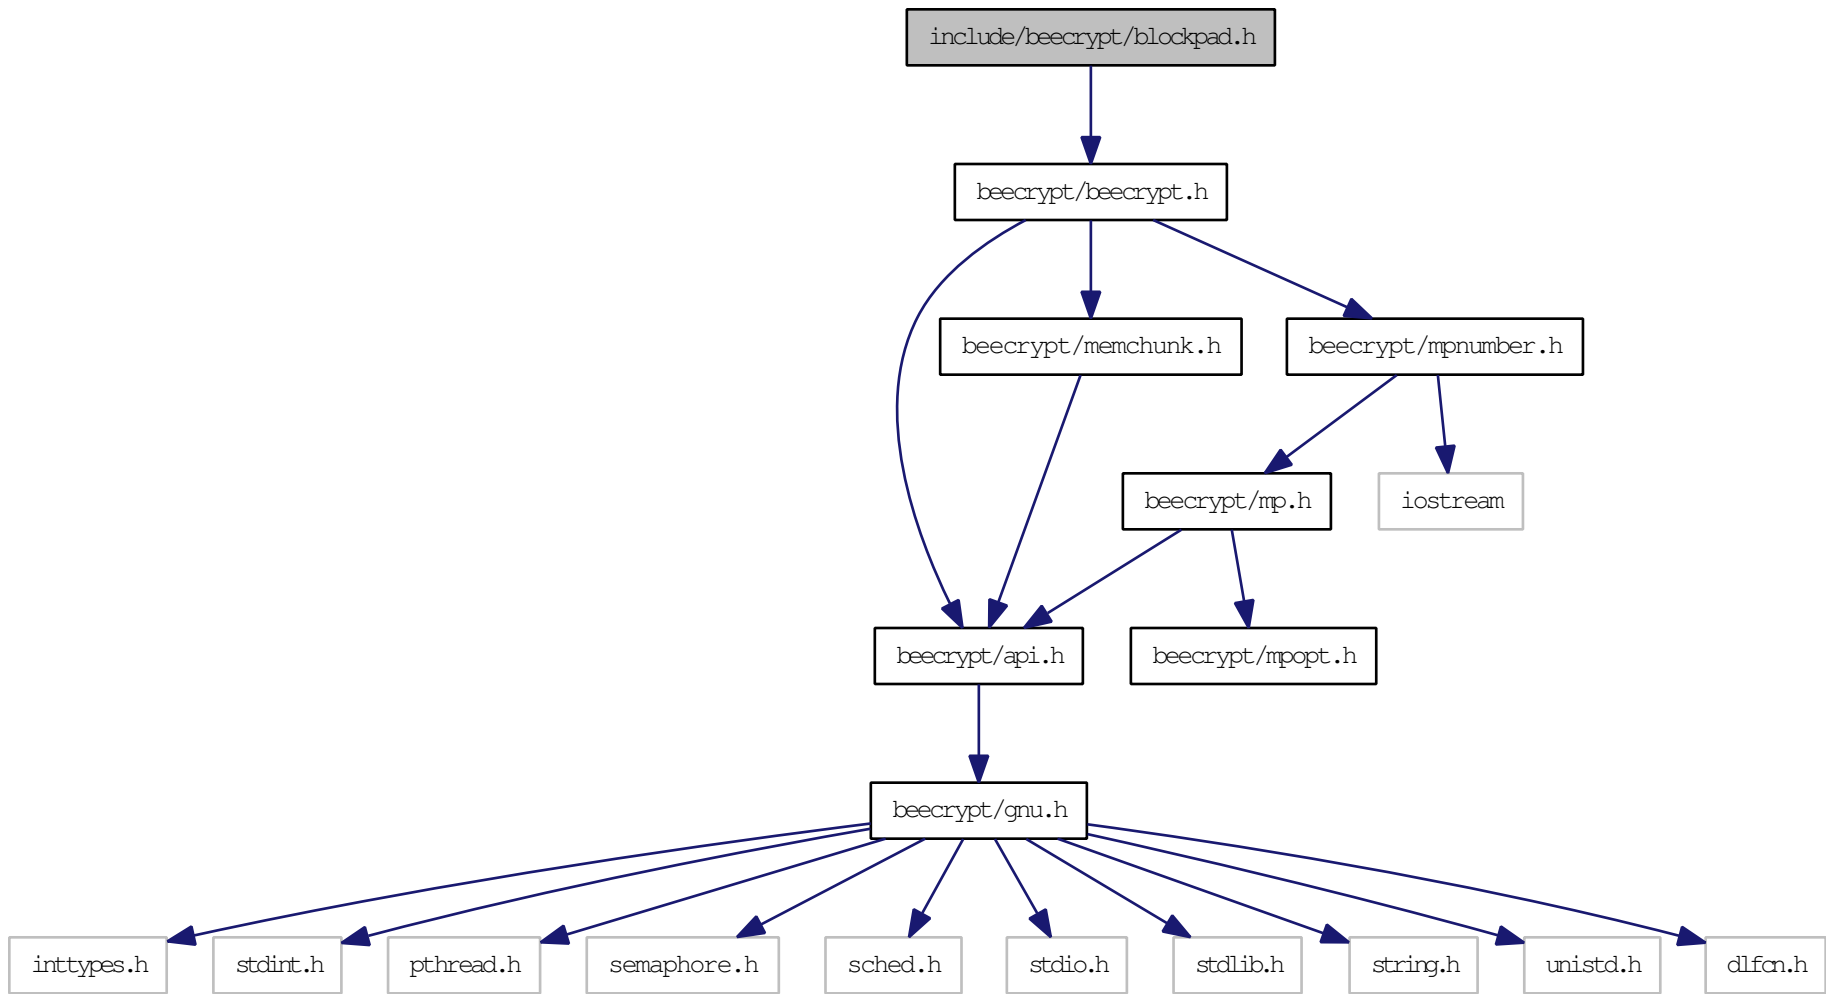 include/beecrypt/blockpad.h
beecrypt/beecrypt.h
beecrypt/memchunk.h
beecrypt/mpnumber.h
beecrypt/mp.h
iostream
beecrypt/api.h
beecrypt/mpopt.h
beecrypt/gnu.h
inttypes.h
stdint.h
pthread.h
semaphore.h
sched.h
stdio.h
stdlib.h
string.h
unistd.h
dlfcn.h